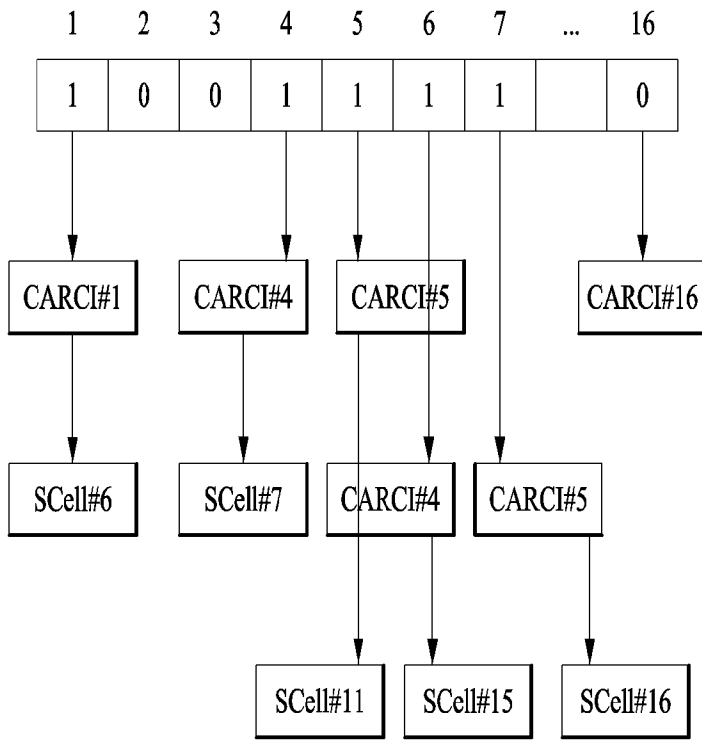 1 2 3 4 5 6 7 ... 16
1 0 0 1 1 1 1 0
CARCI#1 CARCI#4 CARCI#5 CARCI#16
SCell#6 SCell#7 CARCI#4 CARCI#5
SCell#11 SCell#15 SCell#16